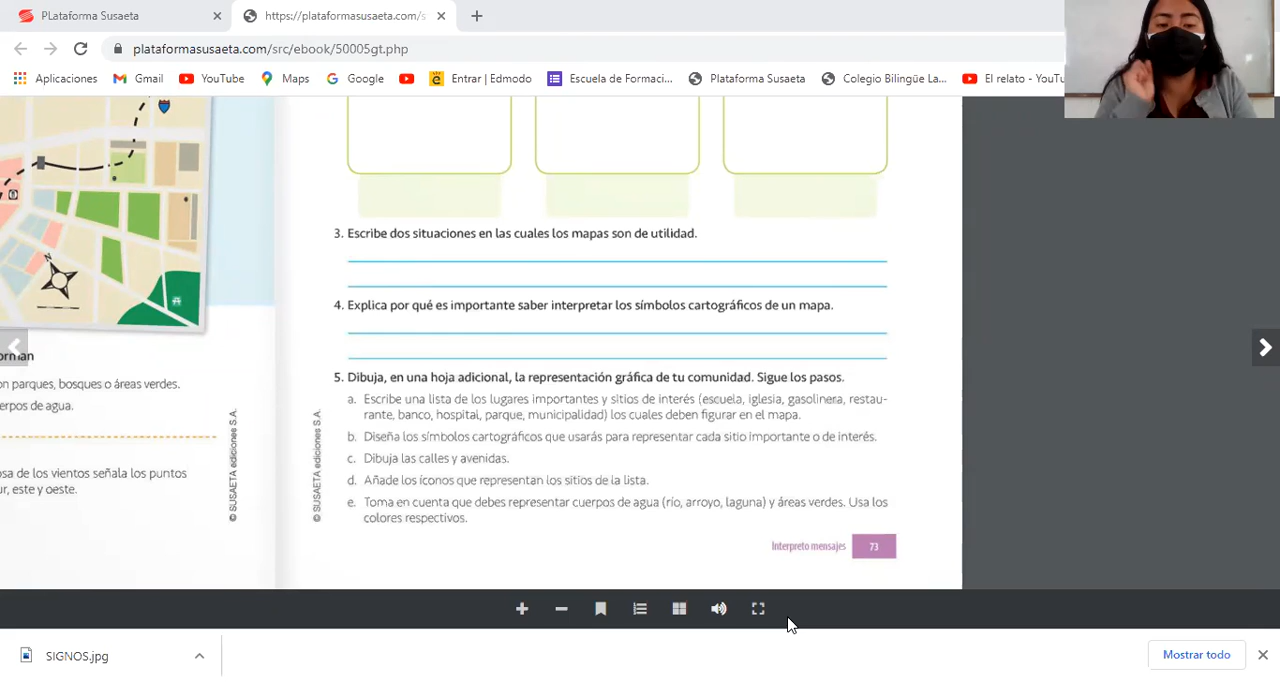 PLataforma Susaeta
https://plataformasusaeta.com/s
plataformasusaeta.com/src/ebook/50005gt.php
Aplicaciones
Gmail
YouTube
Maps
Google
Entrar | Edmodo
Escuela de Formaci...
Plataforma Susaeta
Colegio Bilingüe La...
El relato - YouTu
3. Escribe dos situaciones en las cuales los mapas son de utilidad.
4. Explica por qué es importante saber interpretar los símbolos cartográficos de un mapa.
5. Dibuja, en una hoja adicional, la representación gráfica de tu comunidad. Sigue los pasos.
a. Escribe una lista de los lugares importantes y sitios de interés (escuela, iglesia, gasolinera, restau-
rante, banco, hospital, parque, municipalidad) los cuales deben figurar en el mapa.
b. Diseña los símbolos cartográficos que usarás para representar cada sitio importante o de interés.
c. Dibuja las calles y avenidas.
d. Añade los íconos que representan los sitios de la lista.
e. Toma en cuenta que debes representar cuerpos de agua (río, arroyo, laguna) y áreas verdes. Usa los
colores respectivos.
Interpreto mensajes 73
N
orman
on parques, bosques o áreas verdes.
erpos de agua.
osa de los vientos señala los puntos
ur, este y oeste.
© SUSAETA ediciones S.A.
© SUSAETA ediciones S.A.
SIGNOS.jpg
Mostrar todo